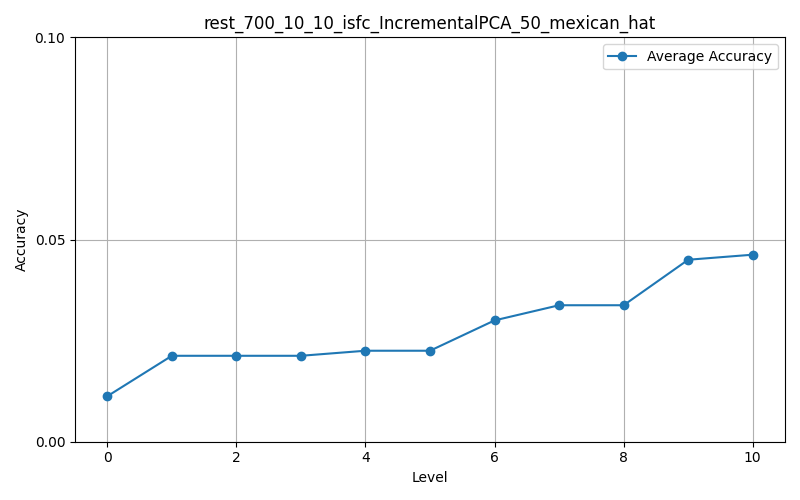 rest_700_10_10_isfc_IncrementalPCA_50_mexican_hat
Average Accuracy
Accuracy
0.10
0.05
0.00
0 2 4 6 8 10
Level